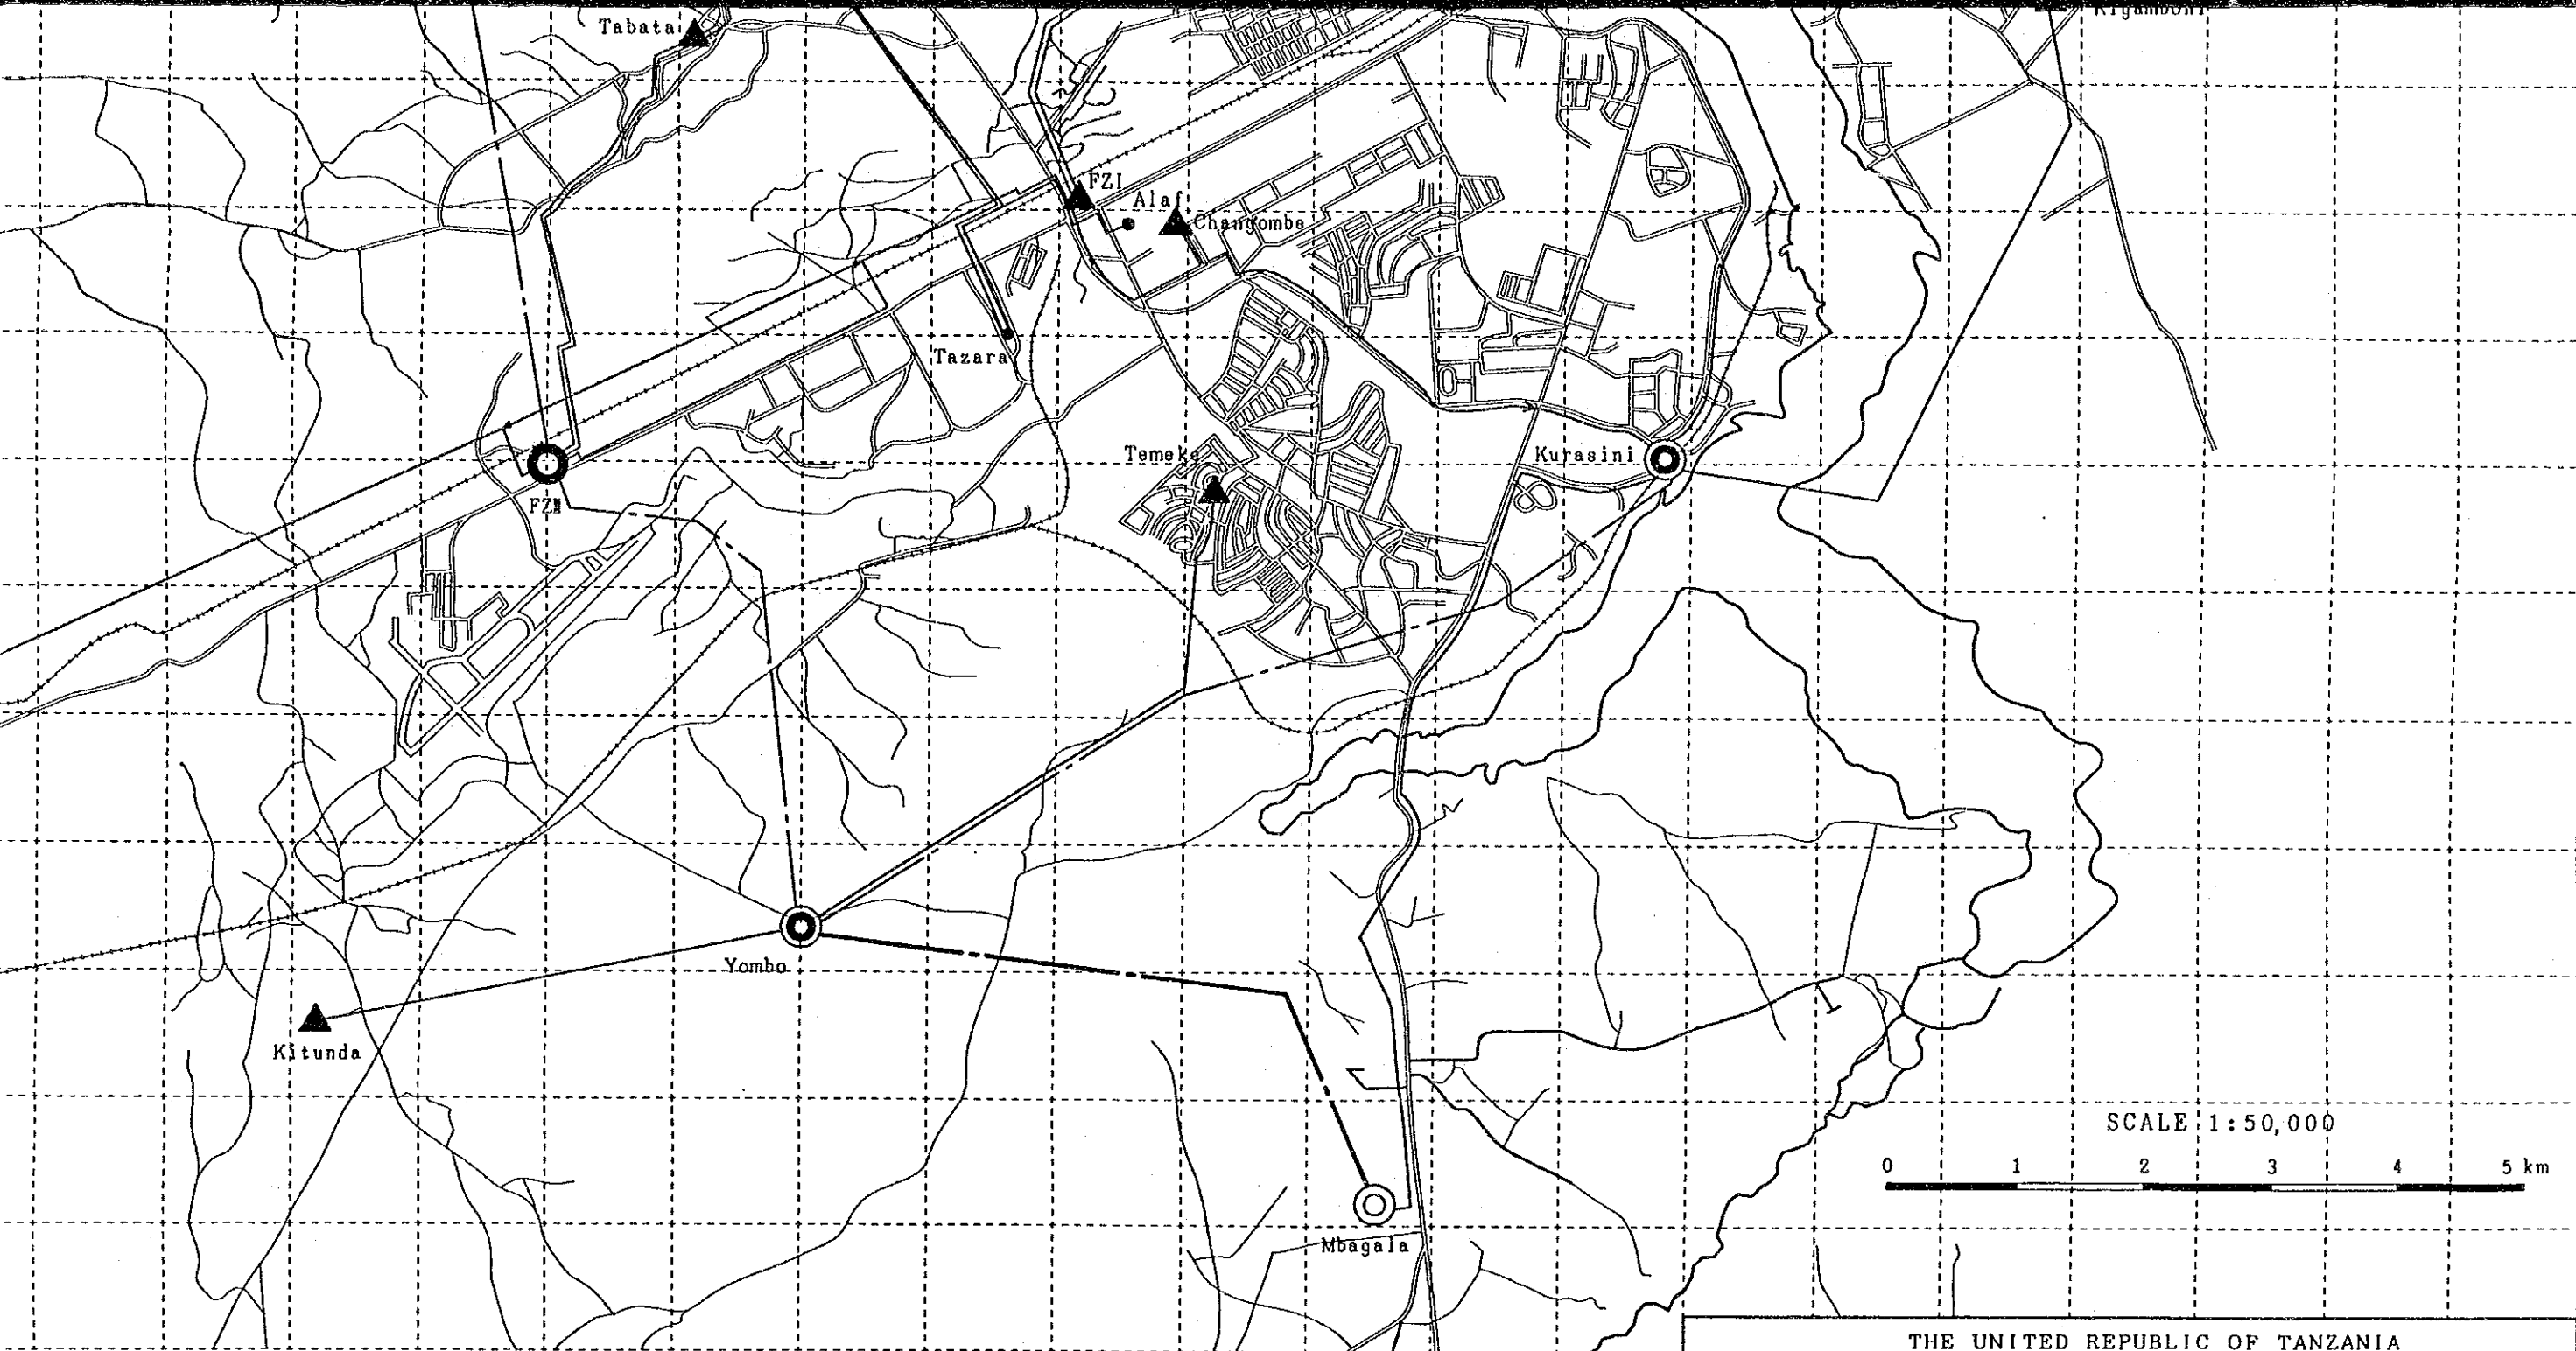 Tabata
Kigamboni
FZI
Alaf
Changombe
Tazara
Temeke
Kurasini
Yombo
Kitunda
SCALE 1:50,000
0 1 2 3 4 5 km
Mbagala
THE UNITED REPUBLIC OF TANZANIA